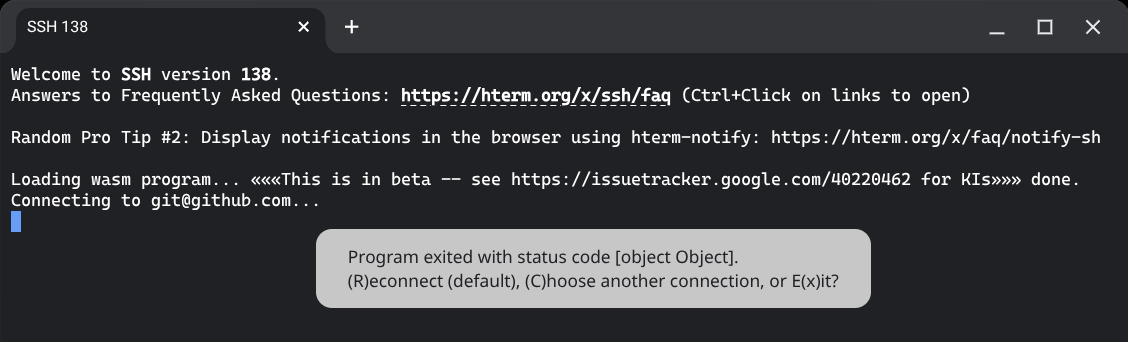 SSH 138
Welcome to SSH version 138.
Answers to Frequently Asked Questions: https://hterm.org/x/ssh/faq (Ctrl+Click on links to open)
Random Pro Tip #2: Display notifications in the browser using hterm-notify: https://hterm.org/x/faq/notify-sh
Loading wasm program... «««This is in beta -- see https://issuetracker.google.com/40220462 for KIs»»» done.
Connecting to git@github.com...
Program exited with status code [object Object].
(R)econnect (default), (C)hoose another connection, or E(x)it?